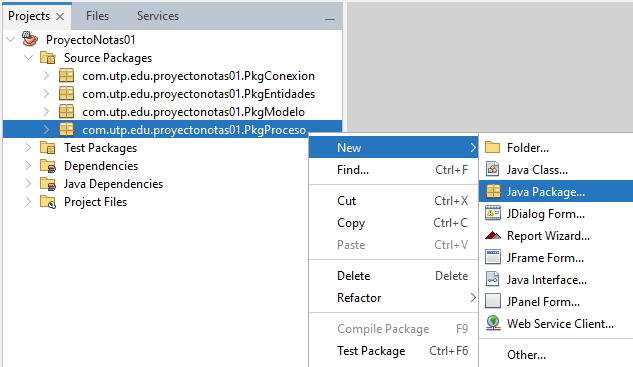 Projects × Files Services
ProyectoNotas01
Source Packages
com.utp.edu.proyectonotas01.PkgConexion
com.utp.edu.proyectonotas01.PkgEntidades
com.utp.edu.proyectonotas01.PkgModelo
com.utp.edu.proyectonotas01.PkgProceso
Test Packages
Dependencies
Java Dependencies
Project Files
New
Find... Ctrl+F
Cut Ctrl+X
Copy Ctrl+C
Paste Ctrl+V
Delete Delete
Refactor
Compile Package F9
Test Package Ctrl+F6
Folder...
Java Class...
Java Package...
JDialog Form...
Report Wizard...
JFrame Form...
Java Interface...
JPanel Form...
Web Service Client...
Other...